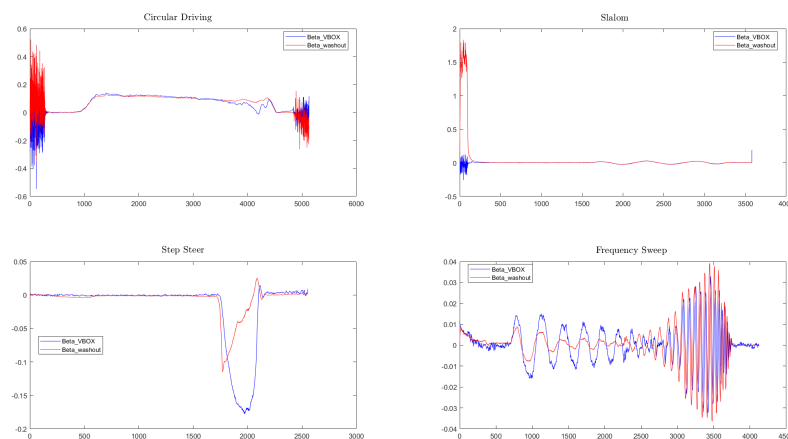 Circular Driving
0.6
0.4
0.2
0
-0.2
-0.4
-0.6
0 1000 2000 3000 4000 5000 6000
Beta_VBOX
Beta_washout
Slalom
2
1.5
1
0.5
0
-0.5
0 500 1000 1500 2000 2500 3000 3500 400
Beta_VBOX
Beta_washout
Step Steer
0.05
0
-0.05
-0.1
-0.15
-0.2
0 500 1000 1500 2000 2500 3000
Beta_VBOX
Beta_washout
Frequency Sweep
0.04
0.03
0.02
0.01
0
-0.01
-0.02
-0.03
-0.04
0 500 1000 1500 2000 2500 3000 3500 4000 450
Beta_VBOX
Beta_washout